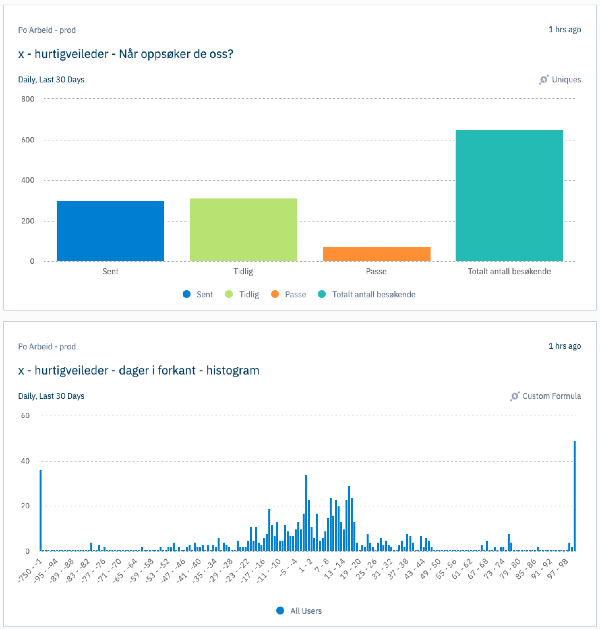 Po Arbeid - prod
1 hrs ago
x - hurtigveileder - Når oppsøker de oss?
Daily, Last 30 Days
Uniques
800
600
400
200
0
Sent Tidlig Passe Totalt antall besøkende
Sent Tidlig Passe Totalt antall besøkende
Po Arbeid - prod
1 hrs ago
x - hurtigveileder - dager i forkant - histogram
Daily, Last 30 Days
Custom Formula
60
40
20
0
-750 - -1 -95 - -94 -89 - -88 -83 - -82 -77 - -76 -71 - -70 -65 - -64 -59 - -58 -53 - -52 -47 - -46 -41 - -40 -35 - -34 -29 - -28 -23 - -22 -17 - -16 -11 - -10 -5 - -4 1 - 2 7 - 8 13 - 14 19 - 20 25 - 26 31 - 32 37 - 38 43 - 44 49 - 50 55 - 56 61 - 62 67 - 68 73 - 74 79 - 80 85 - 86 91 - 92 97 - 98
All Users